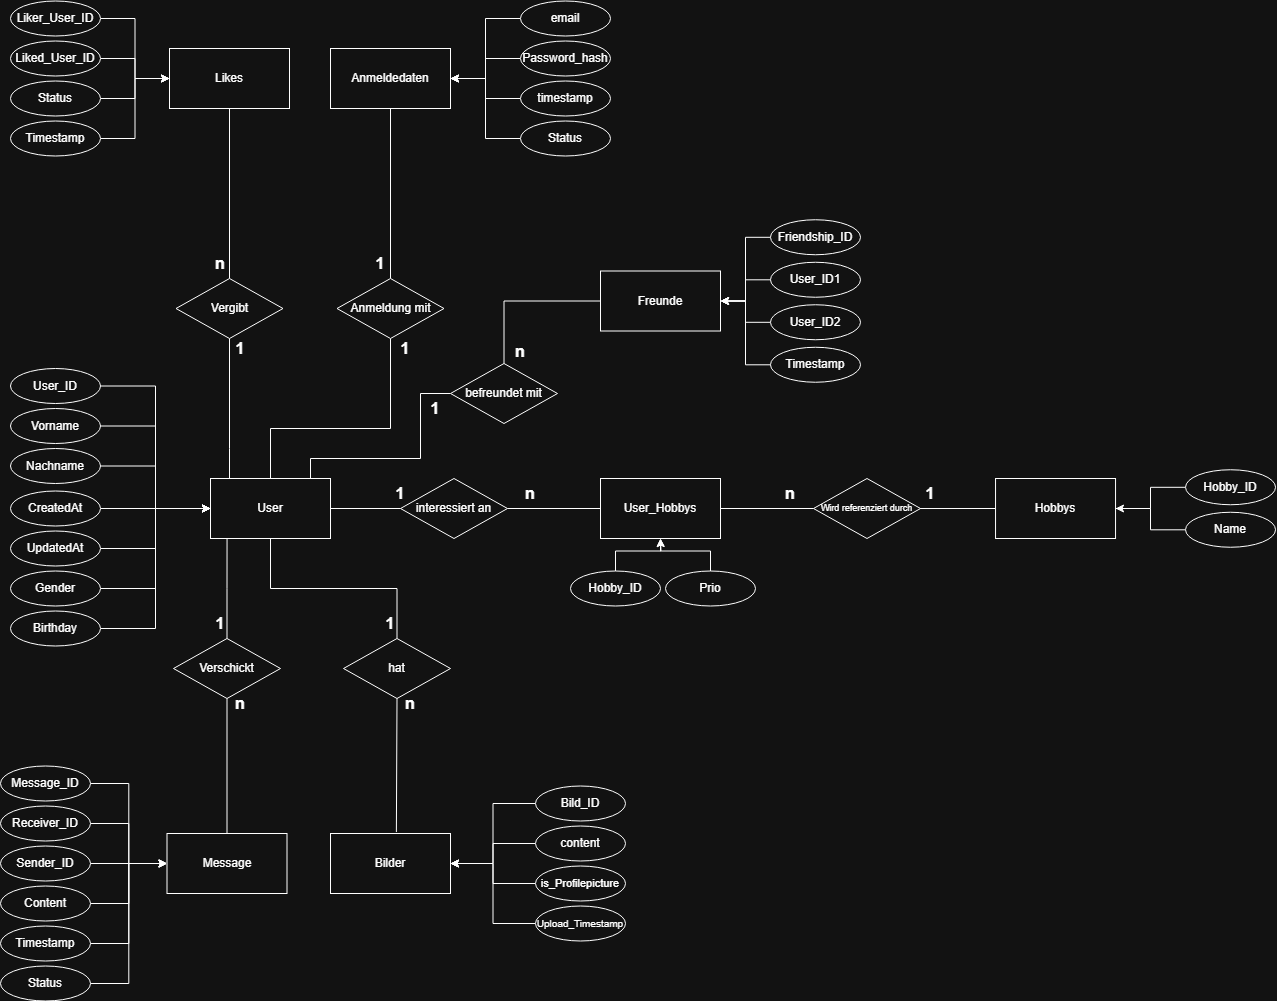 Liker_User_ID
Liked_User_ID
Status
Timestamp
Likes
Anmeldedaten
email
Password_hash
timestamp
Status
n
Vergibt
1
1
Anmeldung mit
1
Freunde
Friendship_ID
User_ID1
User_ID2
Timestamp
n
befreundet mit
1
User_ID
Vorname
Nachname
CreatedAt
UpdatedAt
Gender
Birthday
User
1
interessiert an
n
User_Hobbys
n
Wird referenziert durch
1
Hobbys
Hobby_ID
Name
Hobby_ID
Prio
1
Verschickt
n
1
hat
n
Message_ID
Receiver_ID
Sender_ID
Content
Timestamp
Status
Message
Bilder
Bild_ID
content
is_Profilepicture
Upload_Timestamp